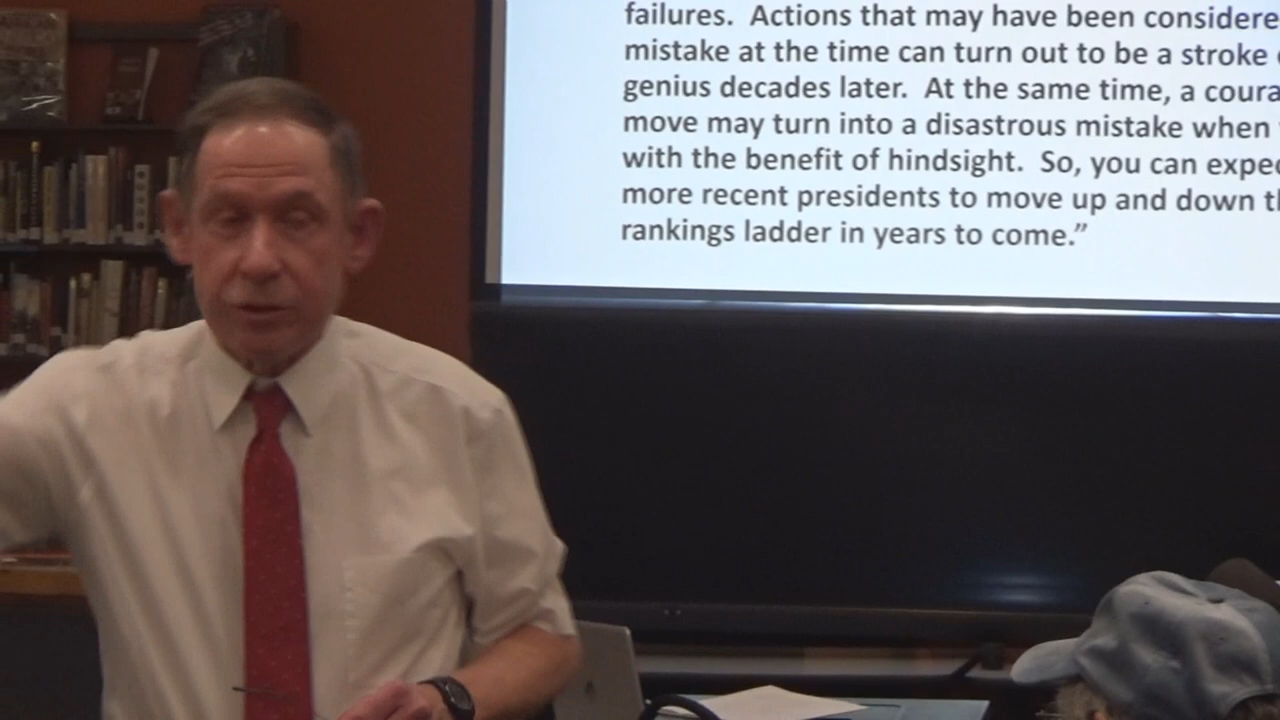 failures.  Actions that may have been considere
mistake at the time can turn out to be a stroke
genius decades later.  At the same time, a coura
move may turn into a disastrous mistake when
with the benefit of hindsight.  So, you can expec
more recent presidents to move up and down th
rankings ladder in years to come.”